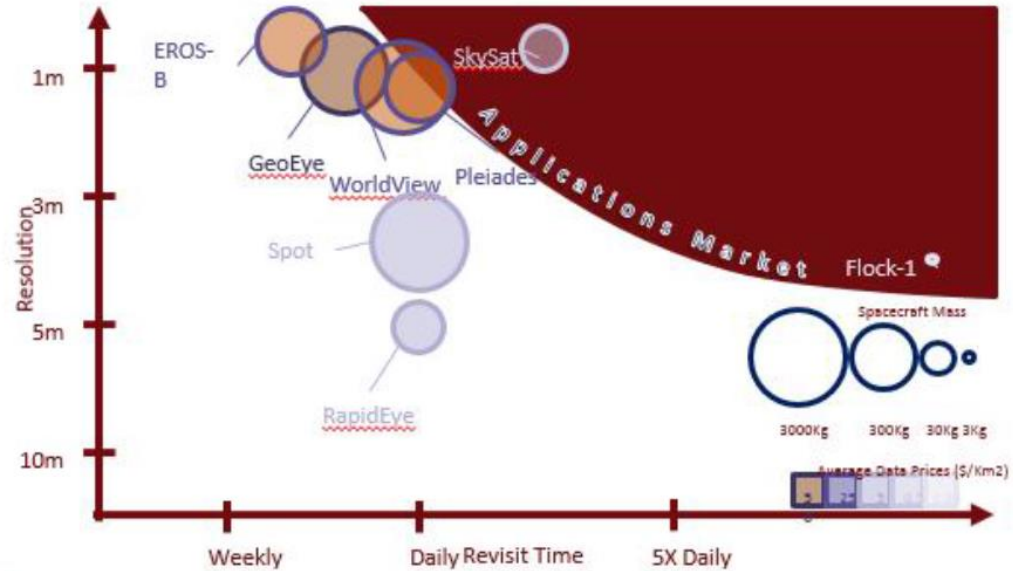 EROS-
B
SkySat
1m
GeoEye
WorldView
Pleiades
Applications Market
3m
Resolution
Spot
Flock-1
Spacecraft Mass
5m
RapidEye
3000Kg 300Kg 30Kg 3Kg
10m
Average Data Prices ($/Km2)
Weekly
Daily
Revisit Time
5X Daily